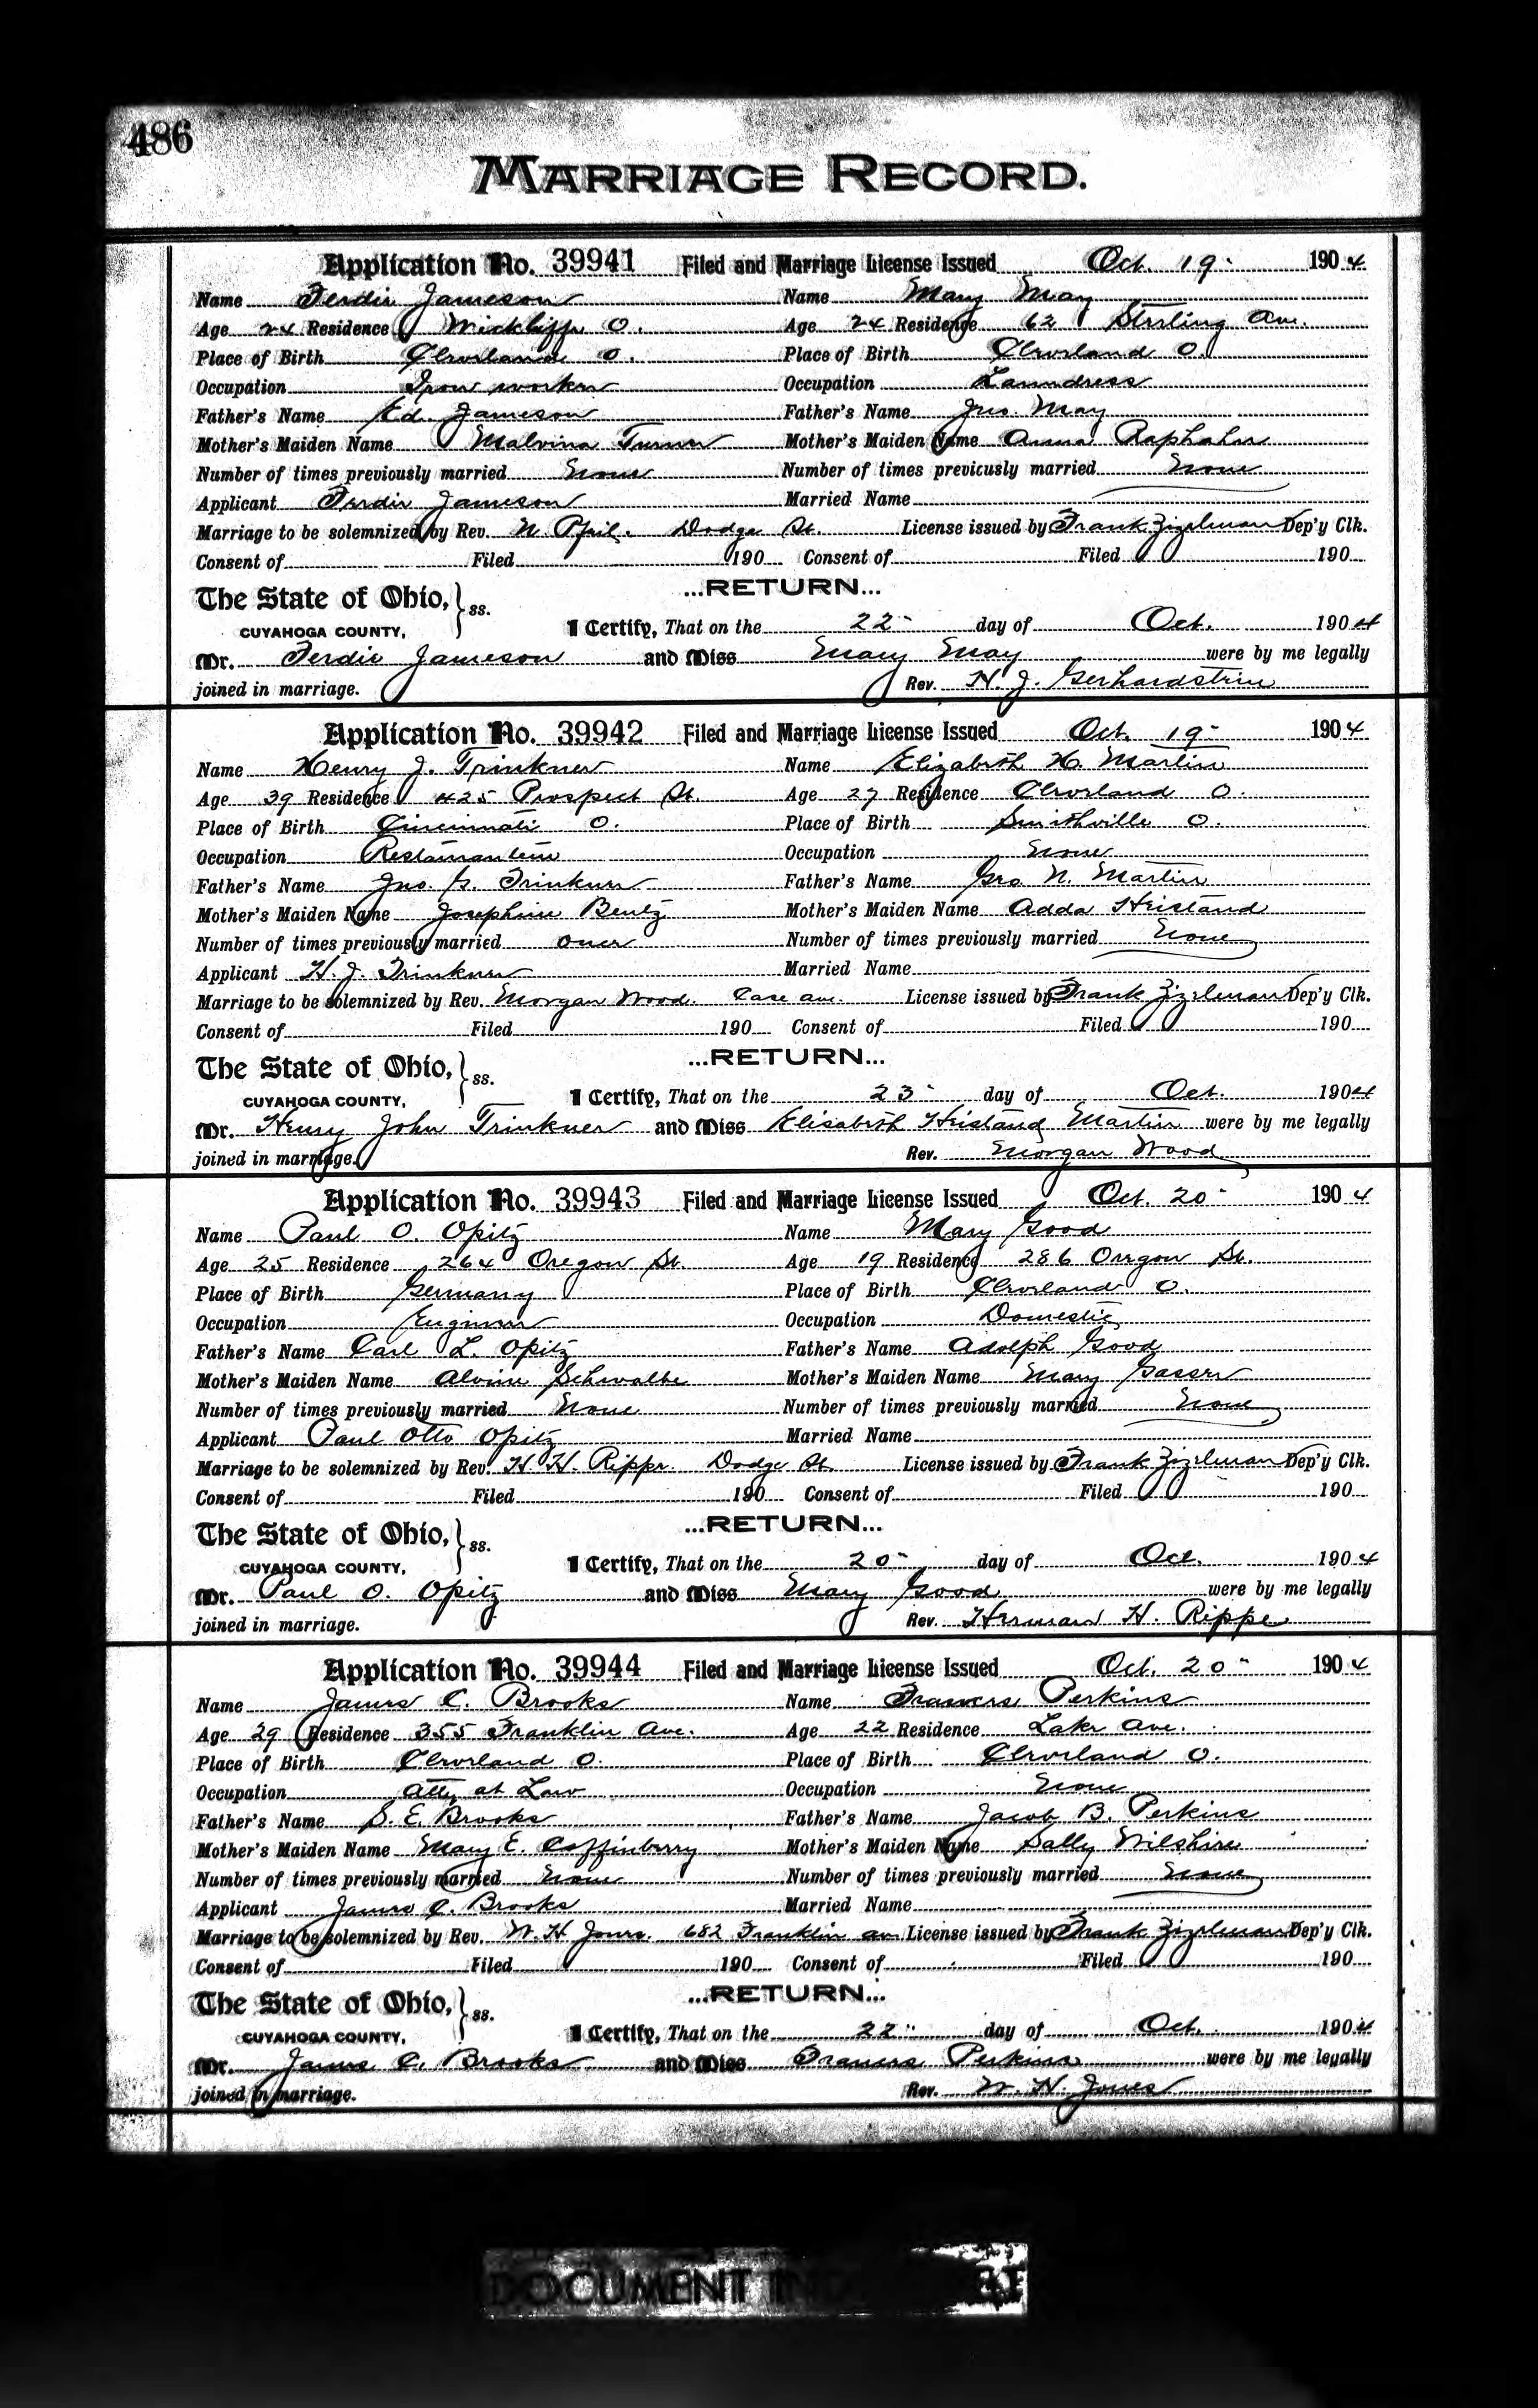 486
MARRIAGE RECORD.
Application No. 39941 Filed and Marriage License Issued Oct. 19 1904
Name Ferdie Jameson Name Mary May
Age 24 Residence Wickliffe O. Age 24 Residence 62 Sterling Ave.
Place of Birth Cleveland O. Place of Birth Cleveland O.
Occupation Iron worker Occupation Laundress
Father's Name Ed. Jameson Father's Name Jno. May
Mother's Maiden Name Malvina Turner Mother's Maiden Name Anna
Number of times previously married None Number of times previously married None
Applicant Ferdie Jameson Married Name
Marriage to be solemnized by Rev. N. Pfeil. Dodge St. License issued by Frank Zizelman Dep'y Clk.
Consent of Filed 190 Consent of Filed 190
The State of Ohio, } ss. ...RETURN...
CUYAHOGA COUNTY, I Certify, That on the 22 day of Oct. 1904
Mr. Ferdie Jameson and Miss Mary May were by me legally
joined in marriage. Rev. H. J. Gerhardstein
Application No. 39942 Filed and Marriage License Issued Oct. 19 1904
Name Henry J. Trinkner Name Elizabeth H. Martin
Age 39 Residence 425 Prospect St. Age 27 Residence Cleveland O.
Place of Birth Cincinnati O. Place of Birth Smithville O.
Occupation Occupation None
Father's Name Jno. G. Trinkner Father's Name Geo. N. Martin
Mother's Maiden Name Josephine Bentz Mother's Maiden Name Adda Heistand
Number of times previously married once Number of times previously married None
Applicant H. J. Trinkner Married Name
Marriage to be solemnized by Rev. Morgan Wood. Case ave. License issued by Frank Zizelman Dep'y Clk.
Consent of Filed 190 Consent of Filed 190
The State of Ohio, } ss. ...RETURN...
CUYAHOGA COUNTY, I Certify, That on the 23 day of Oct. 1904
Mr. Henry John Trinkner and Miss Elisabeth Heistand Martin were by me legally
joined in marriage. Rev. Morgan Wood
Application No. 39943 Filed and Marriage License Issued Oct. 20 1904
Name Paul O. Opitz Name Mary Good
Age 25 Residence 264 Oregon St. Age 19 Residence 286 Oregon St.
Place of Birth Germany Place of Birth Cleveland O.
Occupation Engineer Occupation Domestic
Father's Name Carl L. Opitz Father's Name Adolph Good
Mother's Maiden Name Alvine Schwalbe Mother's Maiden Name Mary Gasser
Number of times previously married None Number of times previously married None
Applicant Paul Otto Opitz Married Name
Marriage to be solemnized by Rev. H. H. Rippe. Dodge St. License issued by Frank Zizelman Dep'y Clk.
Consent of Filed 190 Consent of Filed 190
The State of Ohio, } ss. ...RETURN...
CUYAHOGA COUNTY, I Certify, That on the 20 day of Oct. 1904
Mr. Paul O. Opitz and Miss Mary Good were by me legally
joined in marriage. Rev. Herman H. Rippe
Application No. 39944 Filed and Marriage License Issued Oct. 20 1904
Name James C. Brooks Name Frances Perkins
Age 29 Residence 355 Franklin Ave. Age 22 Residence Lake Ave.
Place of Birth Cleveland O. Place of Birth Cleveland O.
Occupation Atty at Law Occupation None
Father's Name S. E. Brooks Father's Name Jacob B. Perkins
Mother's Maiden Name Mary E. Coffinberry Mother's Maiden Name Sally Wilshire
Number of times previously married None Number of times previously married None
Applicant James C. Brooks Married Name
Marriage to be solemnized by Rev. W. H. Jones. 682 Franklin av License issued by Frank Zizelman Dep'y Clk.
Consent of Filed 190 Consent of Filed 190
The State of Ohio, } ss. ...RETURN...
CUYAHOGA COUNTY, I Certify, That on the 22 day of Oct. 1904
Mr. James C. Brooks and Miss Frances Perkins were by me legally
joined in marriage. Rev. W. H. Jones
DOCUMENT